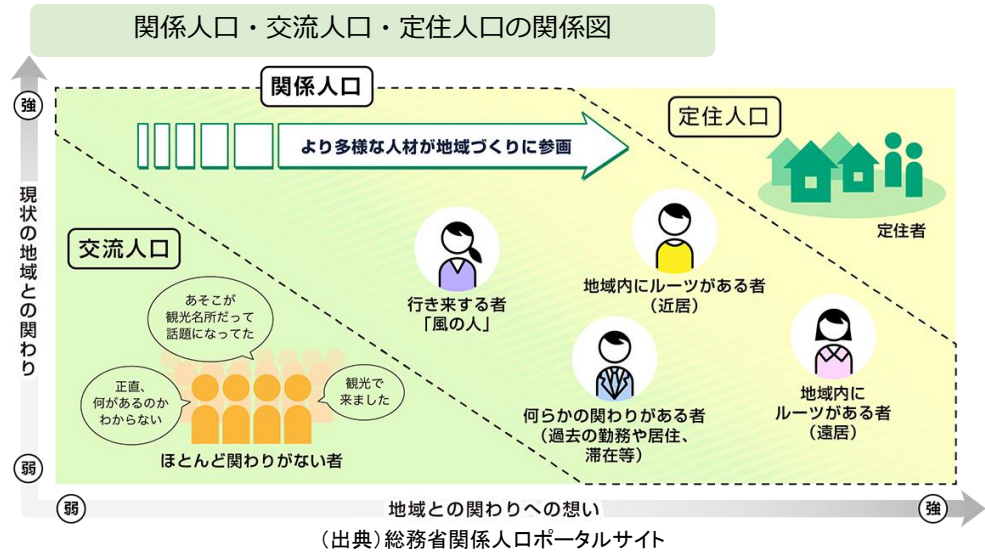 関係人口・交流人口・定住人口の関係図
強
関係人口
定住人口
より多様な人材が地域づくりに参画
定住者
現状の地域との関わり
交流人口
あそこが
観光名所だって
話題になってた
正直、
何があるのか
わからない
観光で
来ました
ほとんど関わりがない者
行き来する者
「風の人」
地域内にルーツがある者
（近居）
何らかの関わりがある者
（過去の勤務や居住、
滞在等）
地域内に
ルーツがある者
（遠居）
弱
弱
地域との関わりへの想い
強
（出典）総務省関係人口ポータルサイト